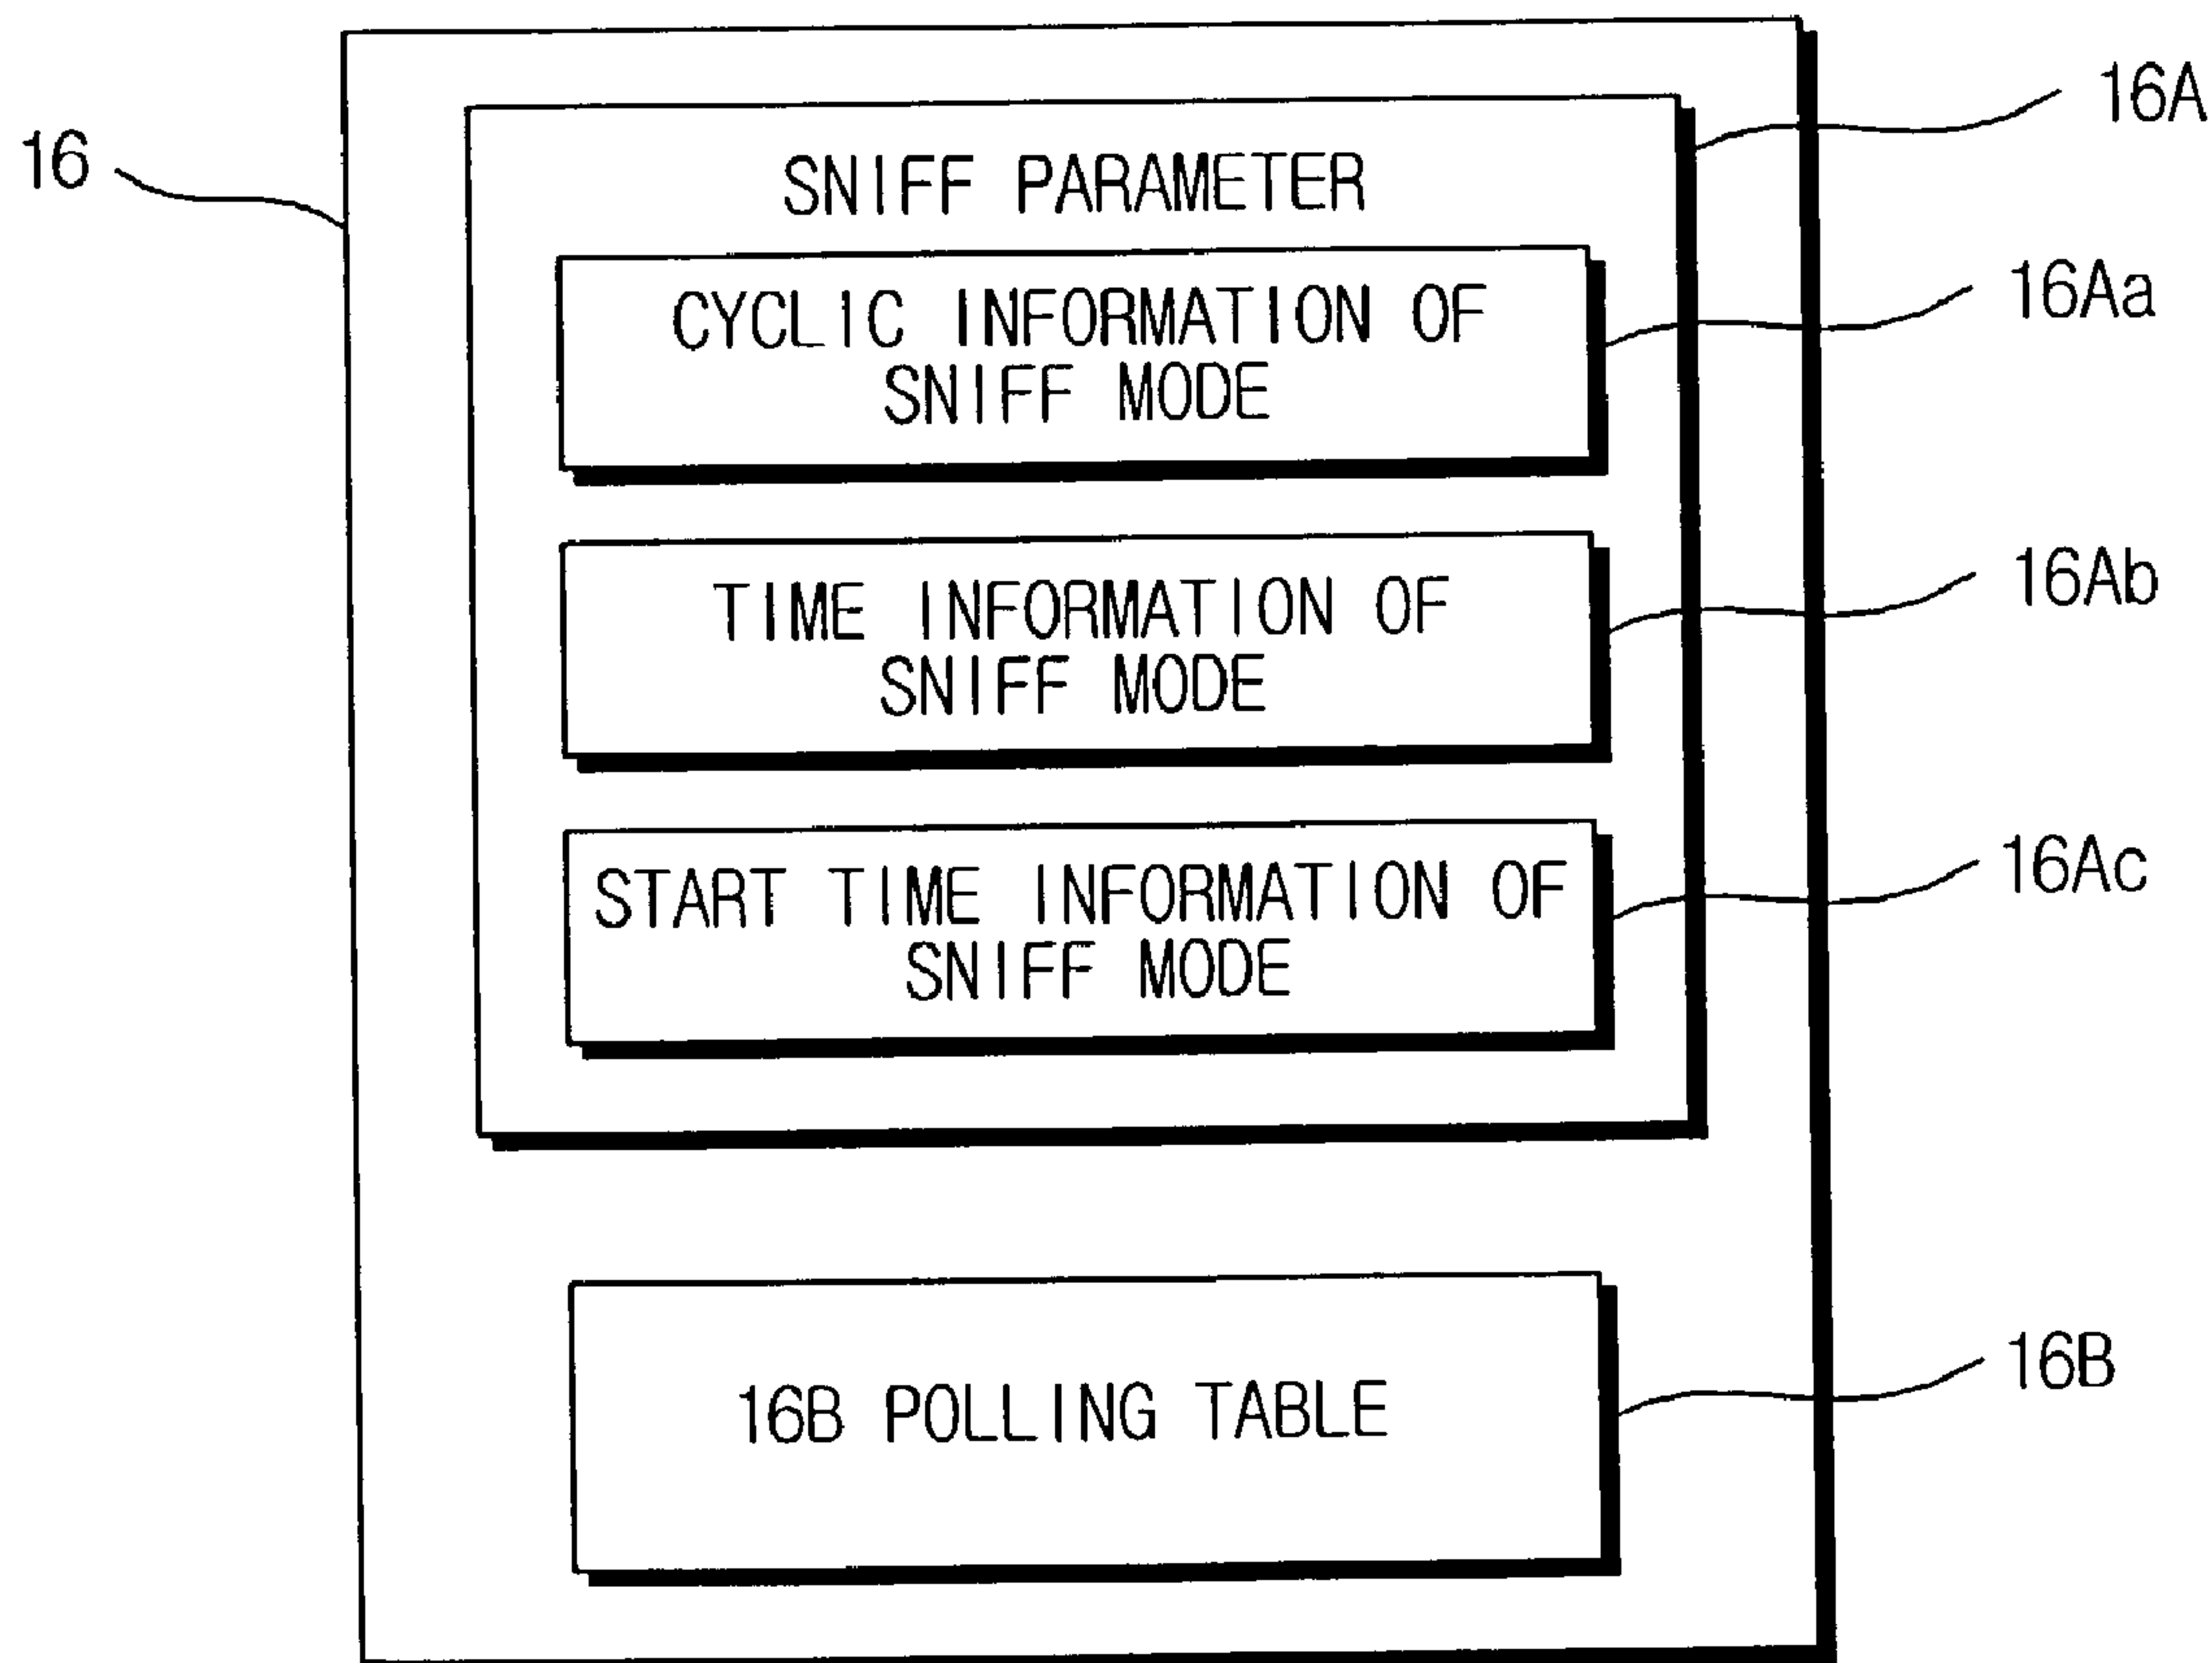 16
16A
SNIFF PARAMETER
16Aa
CYCLIC INFORMATION OF
SNIFF MODE
16Ab
TIME INFORMATION OF
SNIFF MODE
16Ac
START TIME INFORMATION OF
SNIFF MODE
16B
16B POLLING TABLE